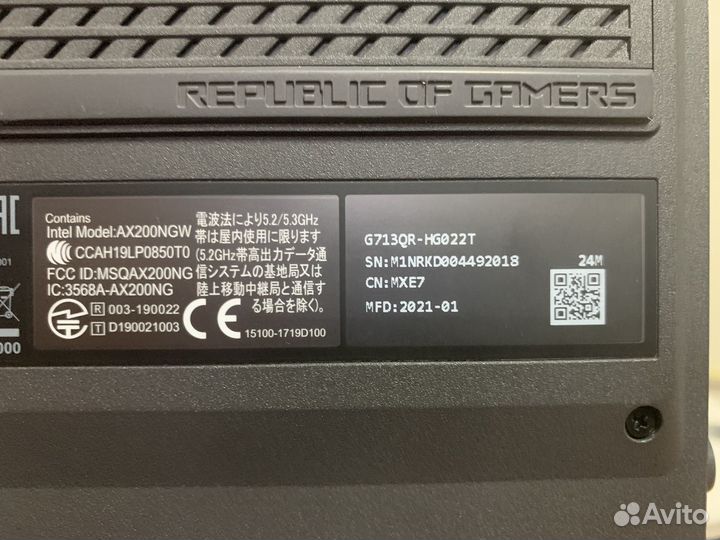 REPUBLIC OF GAMERS
Contains
Intel Model:AX200NGW
CCAH19LP0850T0
FCC ID:MSQAX200NG
IC:3568A-AX200NG
R 003-190022
T D190021003
電波法により5.2/5.3GHz
帯は屋内使用に限ります
(5.2GHz帯高出力データ通
信システムの基地局又は
陸上移動中継局と通信す
る場合を除く)。
CE
15100-1719D100
G713QR-HG022T
SN:M1NRKD004492018
24M
CN:MXE7
MFD:2021-01
001
000
Avito